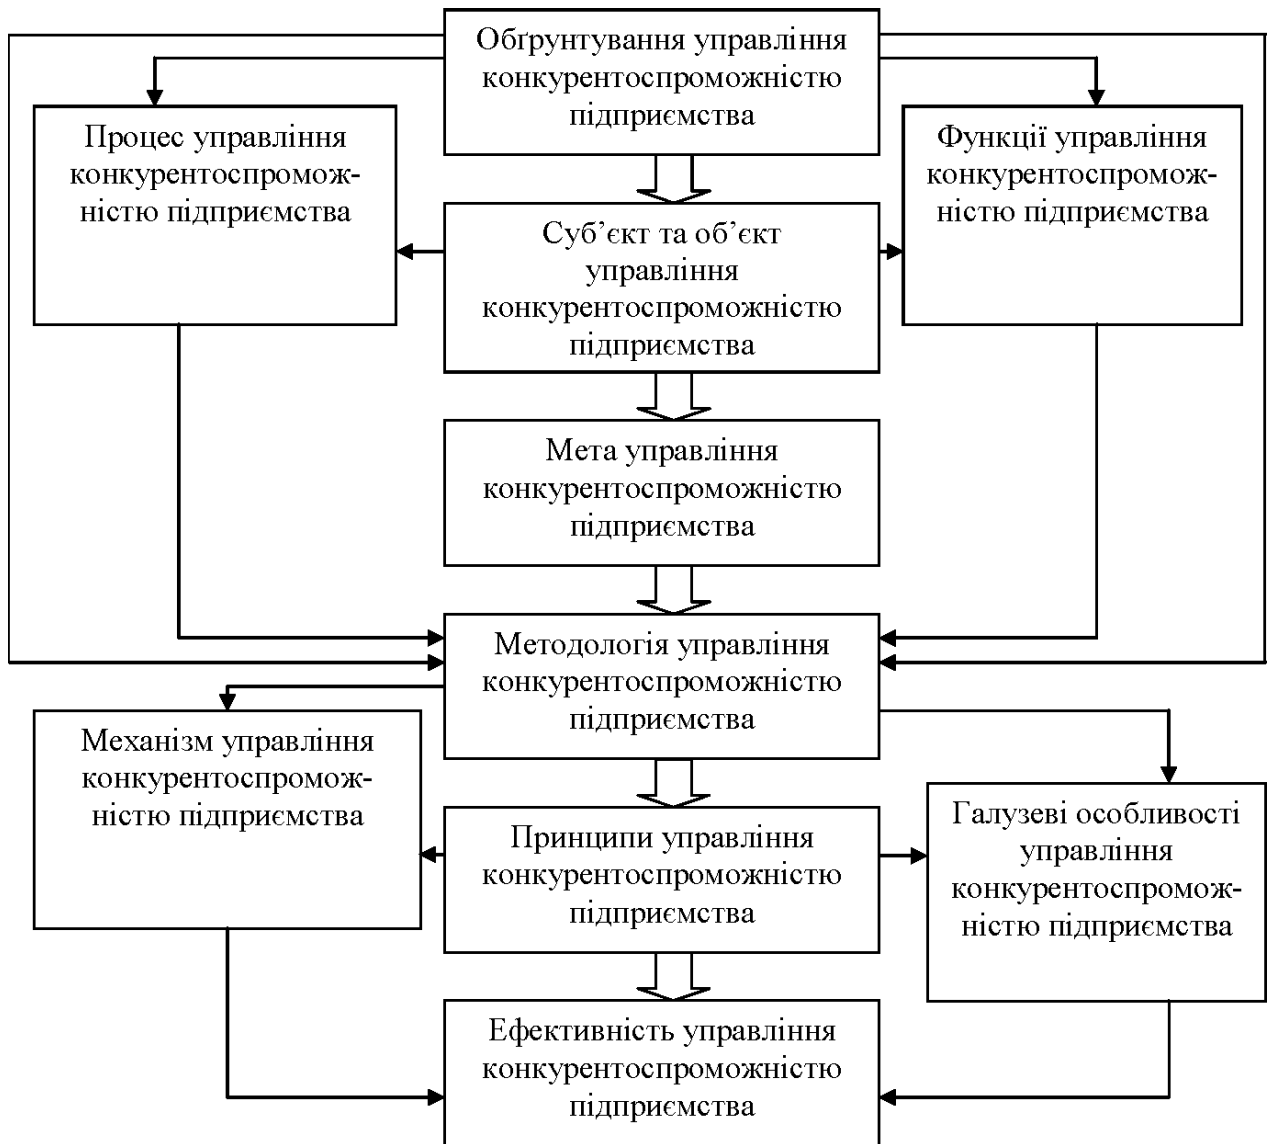 Обґрунтування управління
конкурентоспроможністю
підприємства
Процес управління
конкурентоспромож-
ністю підприємства
Функції управління
конкурентоспромож-
ністю підприємства
Суб’єкт та об’єкт
управління
конкурентоспроможністю
підприємства
Мета управління
конкурентоспроможністю
підприємства
Методологія управління
конкурентоспроможністю
підприємства
Механізм управління
конкурентоспромож-
ністю підприємства
Принципи управління
конкурентоспроможністю
підприємства
Галузеві особливості
управління
конкурентоспромож-
ністю підприємства
Ефективність управління
конкурентоспроможністю
підприємства